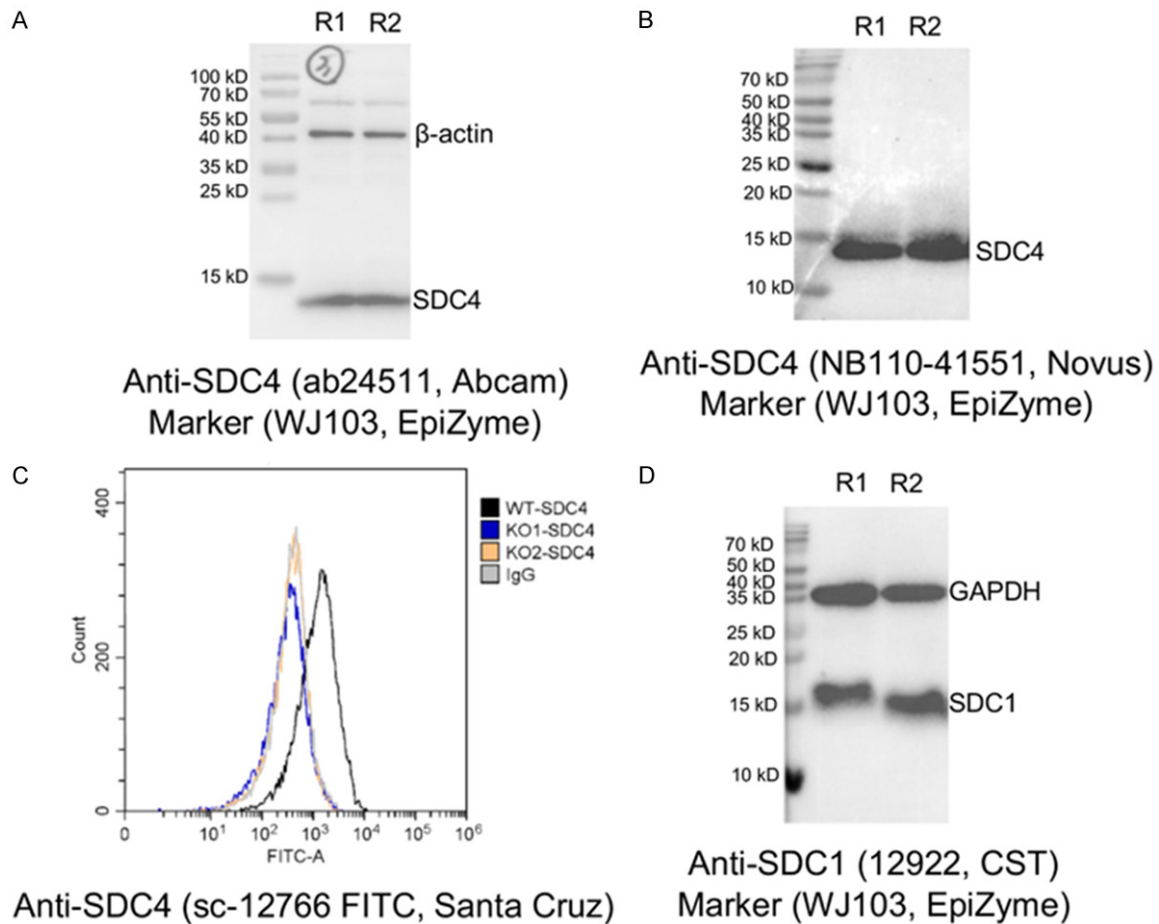 A
R1 R2
100 kD
70 kD
55 kD
40 kD
35 kD
25 kD
15 kD
β-actin
SDC4
Anti-SDC4 (ab24511, Abcam)
Marker (WJ103, EpiZyme)
B
R1 R2
70 kD
50 kD
40 kD
35 kD
25 kD
20 kD
15 kD
10 kD
SDC4
Anti-SDC4 (NB110-41551, Novus)
Marker (WJ103, EpiZyme)
C
400
200
0
Count
0 10¹ 10² 10³ 10⁴ 10⁵ 10⁶
FITC-A
WT-SDC4
KO1-SDC4
KO2-SDC4
IgG
Anti-SDC4 (sc-12766 FITC, Santa Cruz)
D
R1 R2
70 kD
50 kD
40 kD
35 kD
25 kD
20 kD
15 kD
10 kD
GAPDH
SDC1
Anti-SDC1 (12922, CST)
Marker (WJ103, EpiZyme)